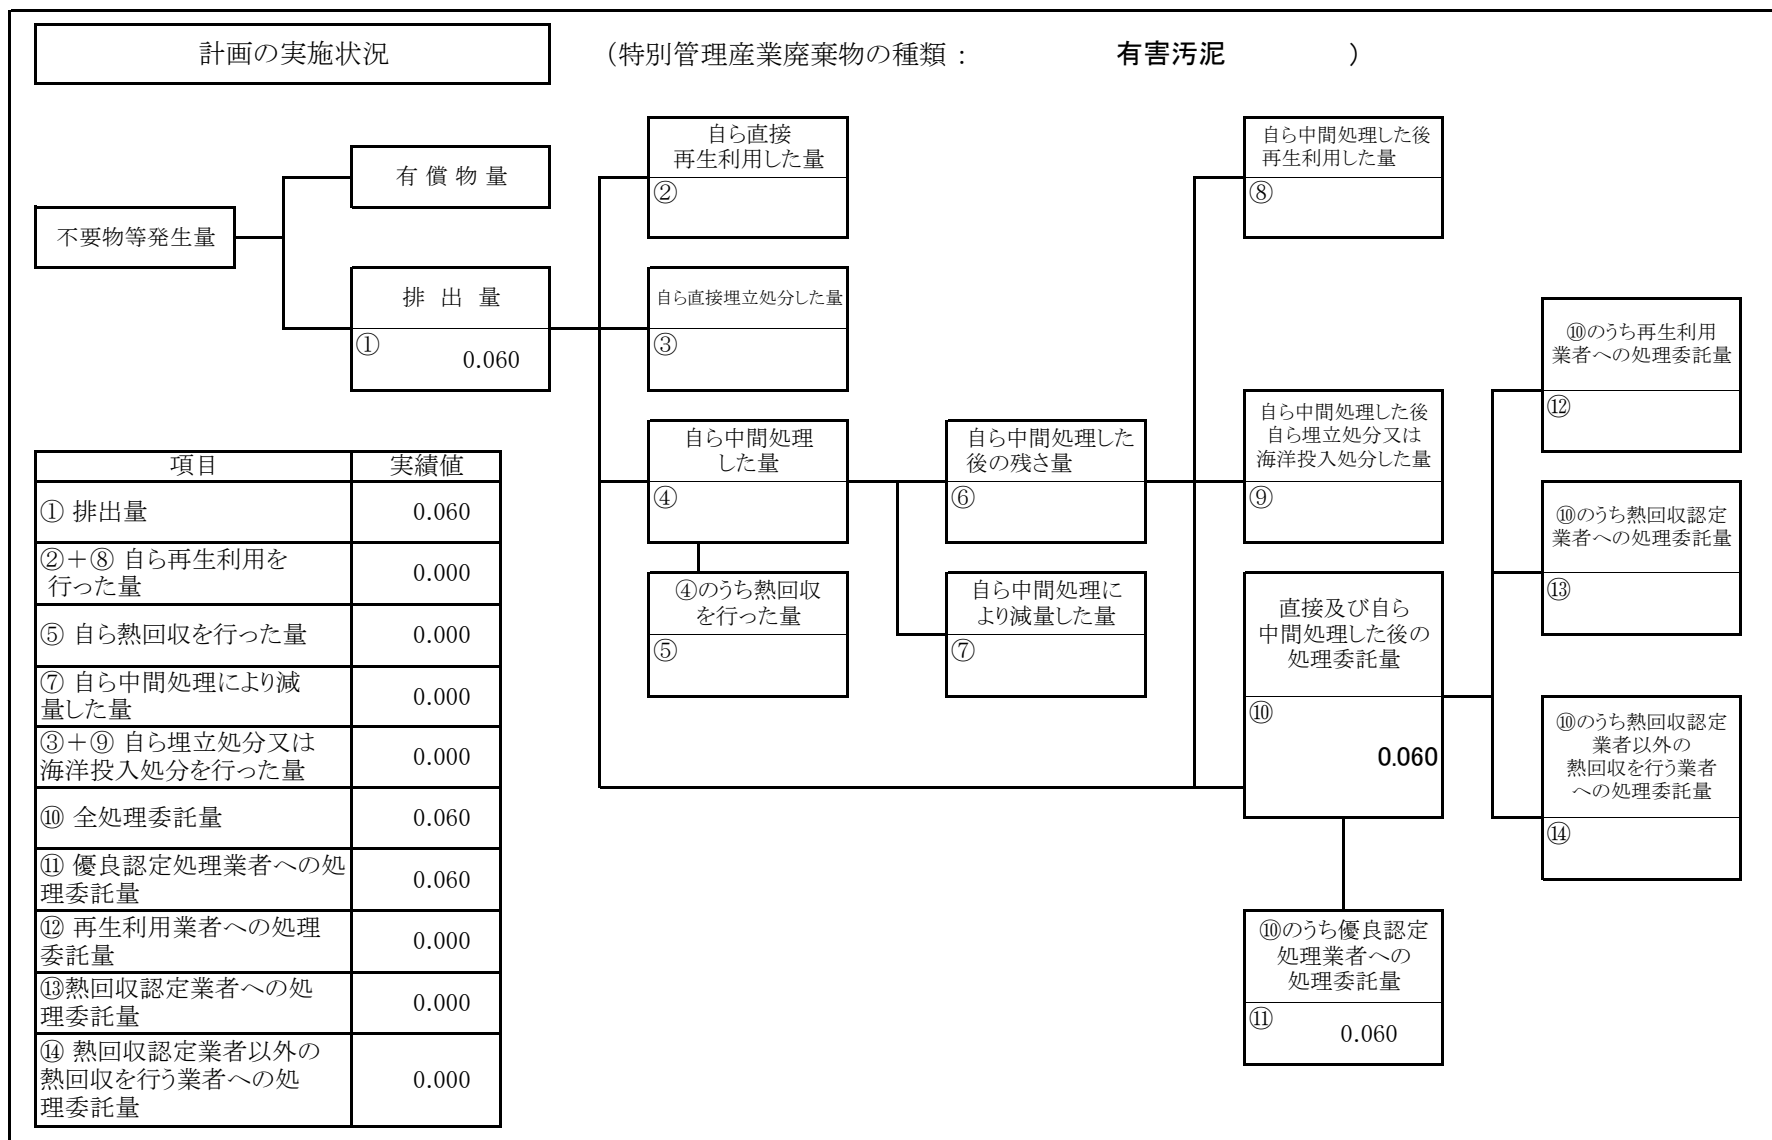 計画の実施状況
（特別管理産業廃棄物の種類：　有害汚泥　）
不要物等発生量
有償物量
排出量
①
0.060
自ら直接
再生利用した量
②
自ら直接埋立処分した量
③
自ら中間処理
した量
④
④のうち熱回収
を行った量
⑤
自ら中間処理した
後の残さ量
⑥
自ら中間処理に
より減量した量
⑦
自ら中間処理した後
再生利用した量
⑧
自ら中間処理した後
自ら埋立処分又は
海洋投入処分した量
⑨
直接及び自ら
中間処理した後の
処理委託量
⑩
0.060
⑩のうち優良認定
処理業者への
処理委託量
⑪
0.060
⑩のうち再生利用
業者への処理委託量
⑫
⑩のうち熱回収認定
業者への処理委託量
⑬
⑩のうち熱回収認定
業者以外の
熱回収を行う業者
への処理委託量
⑭
項目 実績値
① 排出量 0.060
②＋⑧ 自ら再生利用を
行った量 0.000
⑤ 自ら熱回収を行った量 0.000
⑦ 自ら中間処理により減
量した量 0.000
③＋⑨ 自ら埋立処分又は
海洋投入処分を行った量 0.000
⑩ 全処理委託量 0.060
⑪ 優良認定処理業者への処
理委託量 0.060
⑫ 再生利用業者への処理
委託量 0.000
⑬熱回収認定業者への処
理委託量 0.000
⑭ 熱回収認定業者以外の
熱回収を行う業者への処
理委託量 0.000